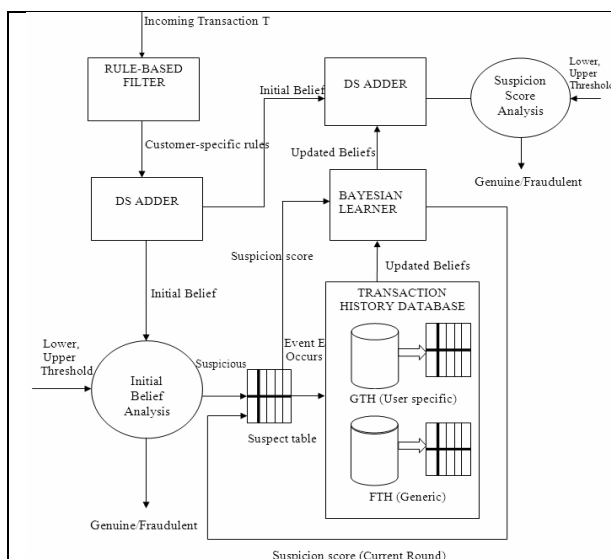 Incoming Transaction T
RULE-BASED
FILTER
Customer-specific rules
DS ADDER
Initial Belief
DS ADDER
Suspicion
Score
Analysis
Lower,
Upper
Threshold
Genuine/Fraudulent
Updated Beliefs
BAYESIAN
LEARNER
Suspicion score
Updated Beliefs
Initial Belief
Lower,
Upper
Threshold
Initial
Belief
Analysis
Suspicious
Event E
Occurs
Suspect table
TRANSACTION
HISTORY DATABASE
GTH (User specific)
FTH (Generic)
Genuine/Fraudulent
Suspicion score (Current Round)